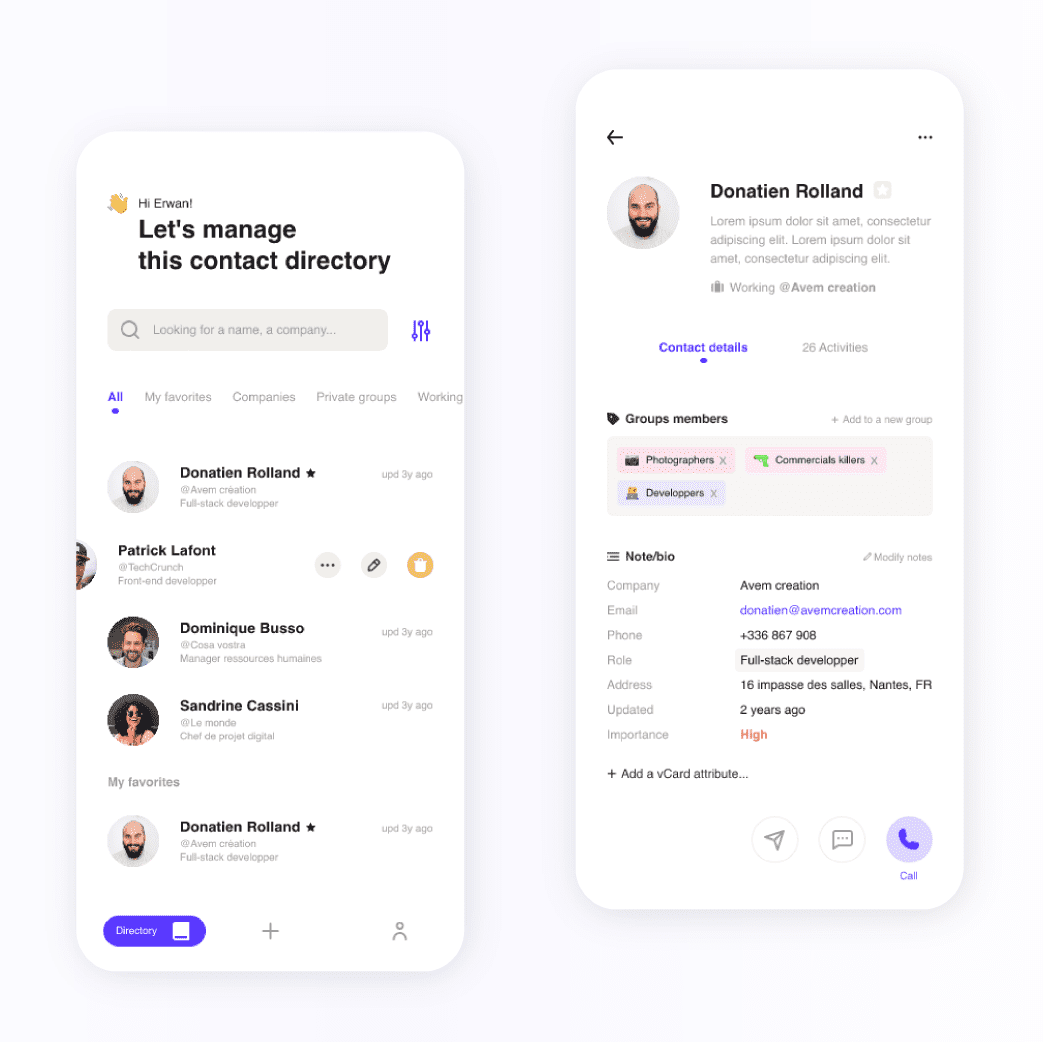 Hi Erwan!
Let's manage
this contact directory
Looking for a name, a company...
All My favorites Companies Private groups Working
Donatien Rolland upd 3y ago
@Avem création
Full-stack developper
Patrick Lafont
@TechCrunch
Front-end developper
Dominique Busso upd 3y ago
@Cosa vostra
Manager ressources humaines
Sandrine Cassini upd 3y ago
@Le monde
Chef de projet digital
My favorites
Donatien Rolland upd 3y ago
@Avem création
Full-stack developper
Directory
Donatien Rolland
Lorem ipsum dolor sit amet, consectetur
adipiscing elit. Lorem ipsum dolor sit
amet, consectetur adipiscing elit.
Working @Avem creation
Contact details 26 Activities
Groups members + Add to a new group
Photographers X Commercials killers X
Developpers X
Note/bio Modify notes
Company Avem creation
Email donatien@avemcreation.com
Phone +336 867 908
Role Full-stack developper
Address 16 impasse des salles, Nantes, FR
Updated 2 years ago
Importance High
+ Add a vCard attribute...
Call